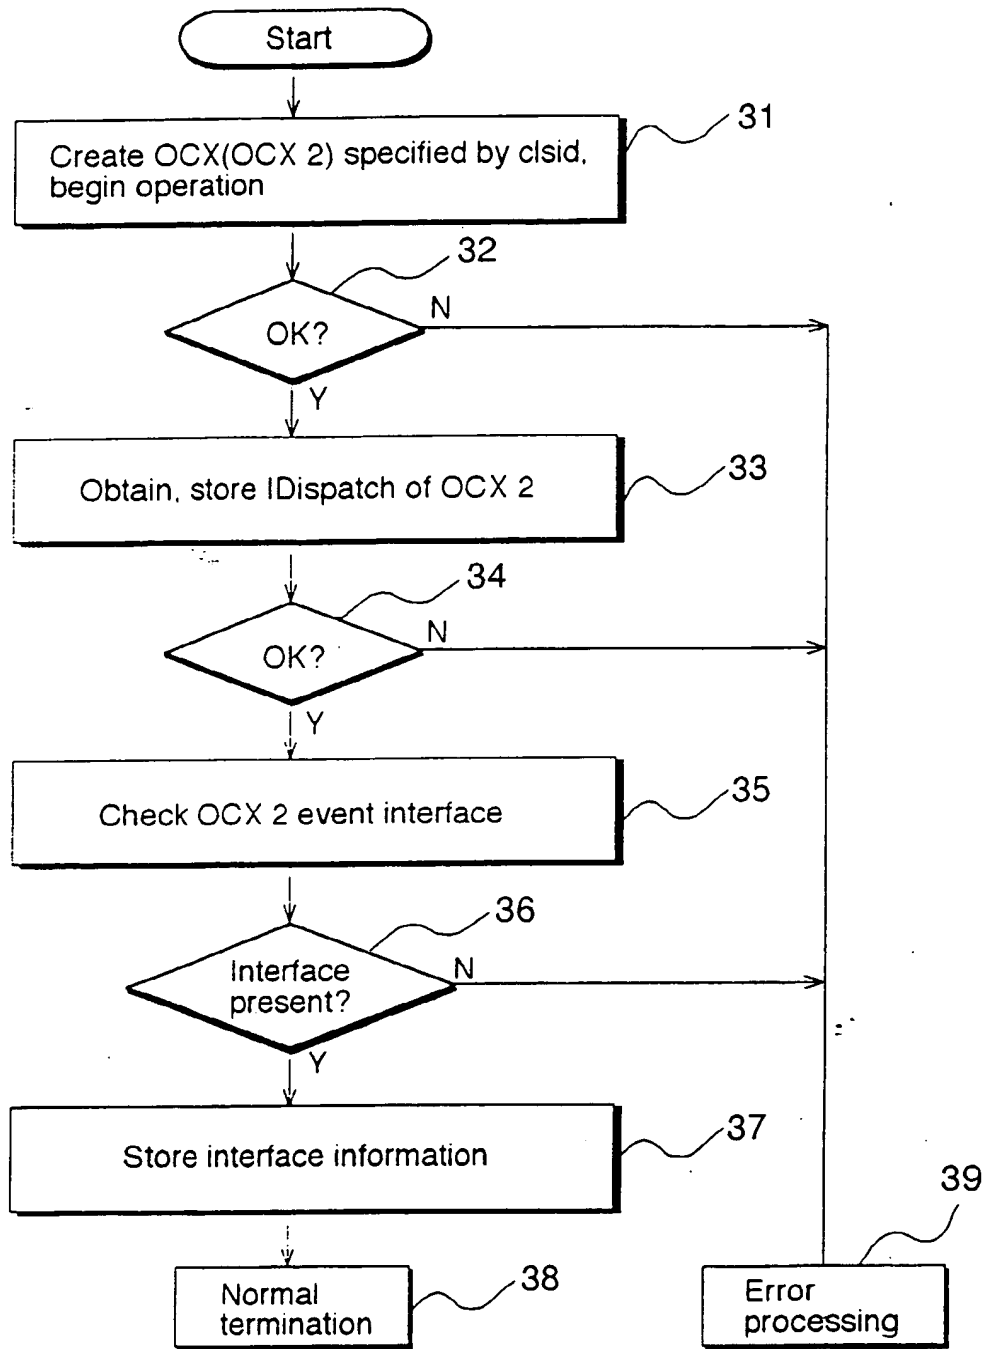 Start
31
Create OCX(OCX 2) specified by clsid,
begin operation
32
OK?
N
Y
33
Obtain, store IDispatch of OCX 2
34
OK?
N
Y
35
Check OCX 2 event interface
36
Interface
present?
N
Y
37
Store interface information
38
Normal
termination
39
Error
processing